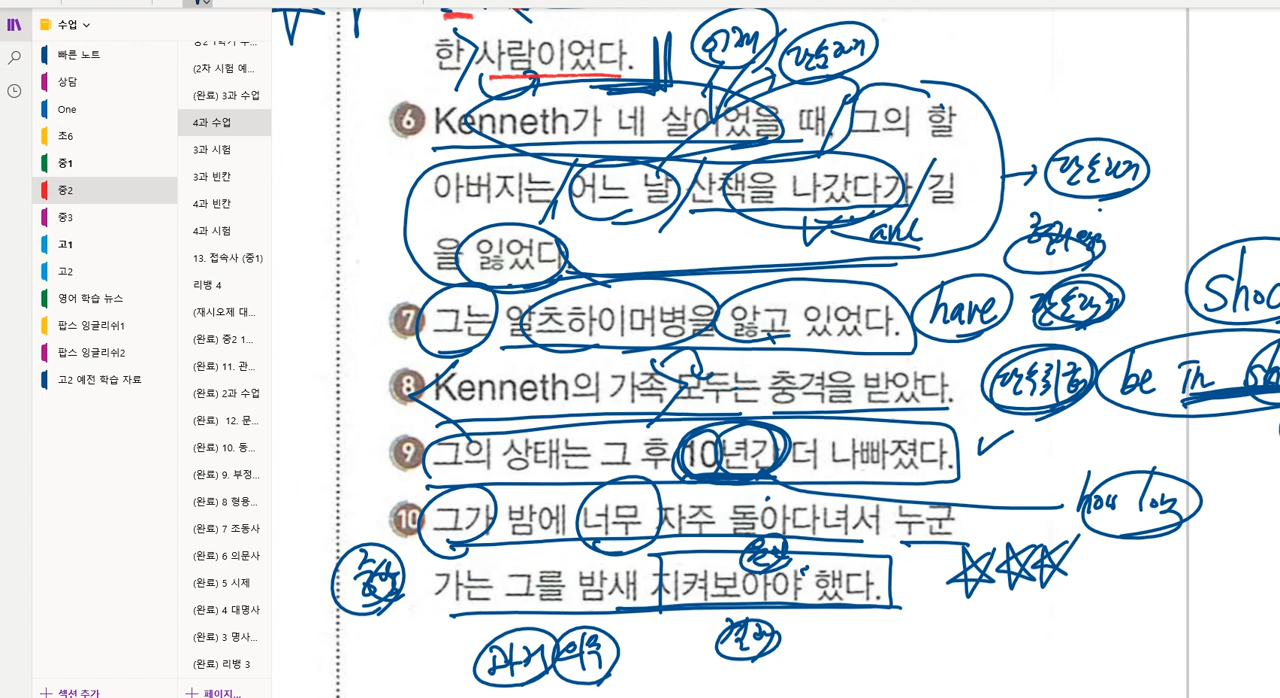 수업
빠른 노트
상담
One
초6
중1
중2
중3
고1
고2
영어 학습 뉴스
팝스 잉글리쉬1
팝스 잉글리쉬2
고2 예전 학습 자료
섹션 추가
(2차 시험 예...
(완료) 3과 수업
4과 수업
3과 시험
3과 빈칸
4과 빈칸
4과 시험
13. 접속사 (중1)
리뱅 4
(재시오제 대...
(완료) 중2 1...
(완료) 11. 관...
(완료) 2과 수업
(완료) 12. 문...
(완료) 10. 동...
(완료) 9. 부정...
(완료) 8 형용...
(완료) 7 조동사
(완료) 6 의문사
(완료) 5 시제
(완료) 4 대명사
(완료) 3 명사...
(완료) 리뱅 3
페이지...
한 사람이었다.
6 Kenneth가 네 살이었을 때, 그의 할
아버지는 어느 날 산책을 나갔다가 길
을 잃었다.
and
7 그는 알츠하이머병을 앓고 있었다.
have
8 Kenneth의 가족 모두는 충격을 받았다.
be in
9 그의 상태는 그 후 10년간 더 나빠졌다.
how long
10 그가 밤에 너무 자주 돌아다녀서 누군
가는 그를 밤새 지켜보아야 했다.
과거 의무